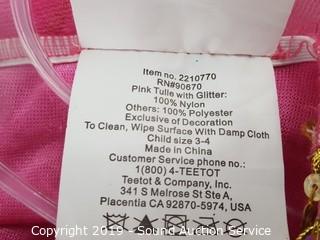 Item no. 2210770
RN#90670
Pink Tulle with Glitter:
100% Nylon
Others: 100% Polyester
Exclusive of Decoration
To Clean, Wipe Surface With Damp Cloth
Child size 3-4
Made in China
Customer Service phone no.:
1(800) 4-TEETOT
Teetot & Company, Inc.
341 S Melrose St Ste A,
Placentia CA 92870-5974, USA
Copyright 2019 - Sound Auction Service